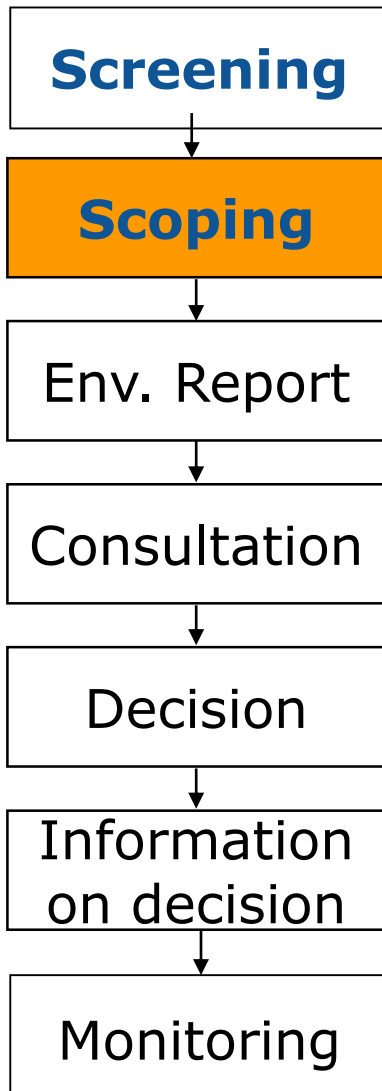 Screening
Scoping
Env. Report
Consultation
Decision
Information
on decision
Monitoring